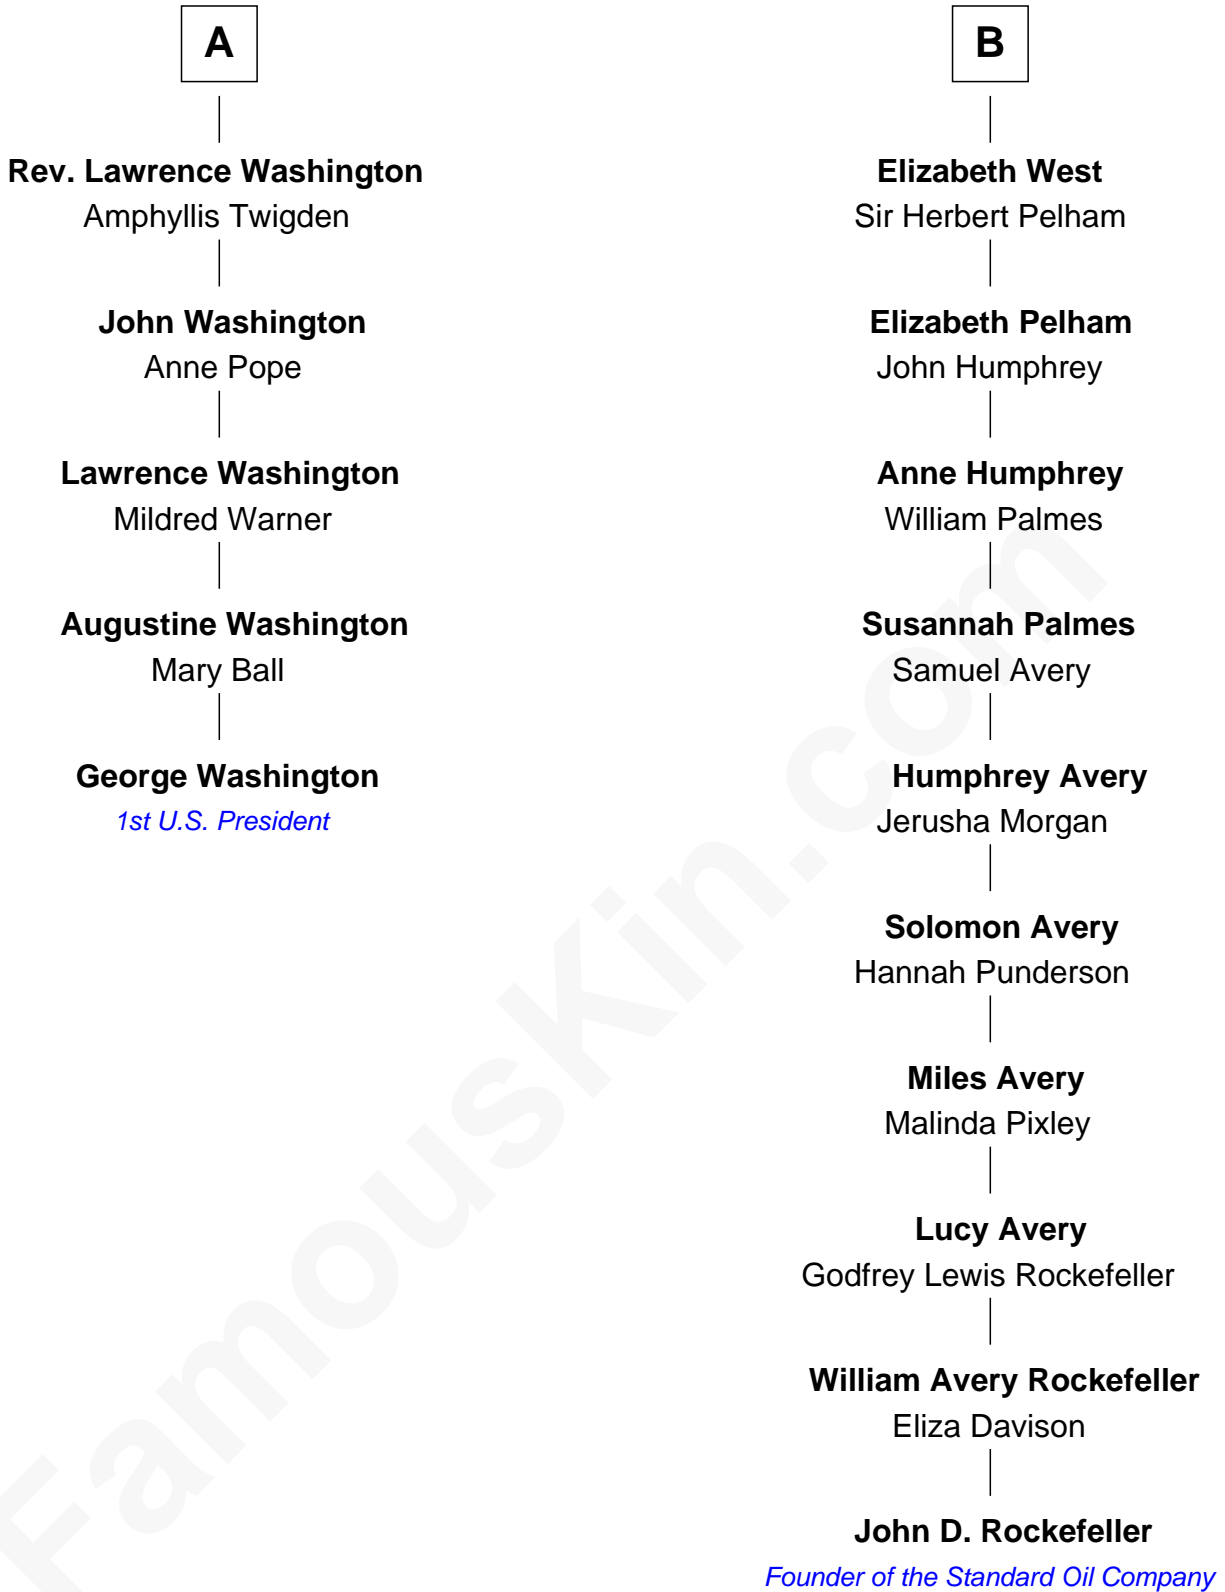 A
Rev. Lawrence Washington
Amphyllis Twigden
John Washington
Anne Pope
Lawrence Washington
Mildred Warner
Augustine Washington
Mary Ball
George Washington
1st U.S. President
B
Elizabeth West
Sir Herbert Pelham
Elizabeth Pelham
John Humphrey
Anne Humphrey
William Palmes
Susannah Palmes
Samuel Avery
Humphrey Avery
Jerusha Morgan
Solomon Avery
Hannah Punderson
Miles Avery
Malinda Pixley
Lucy Avery
Godfrey Lewis Rockefeller
William Avery Rockefeller
Eliza Davison
John D. Rockefeller
Founder of the Standard Oil Company
FamousKin.com